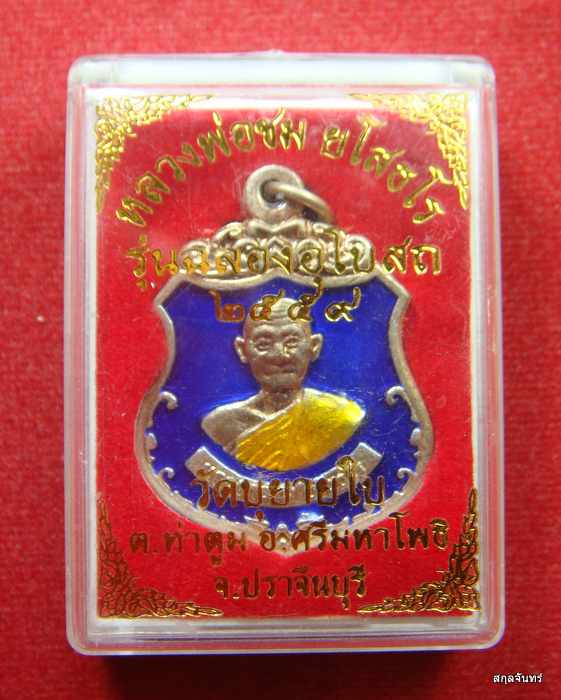 หลวงพ่อชม ยโสธโร
รุ่นฉลองอุโบสถ
๒๕๕๙
วัดบุยายใบ
ต.ท่าตูม อ.ศรีมหาโพธิ
จ.ปราจีนบุรี
สกุลจันทร์